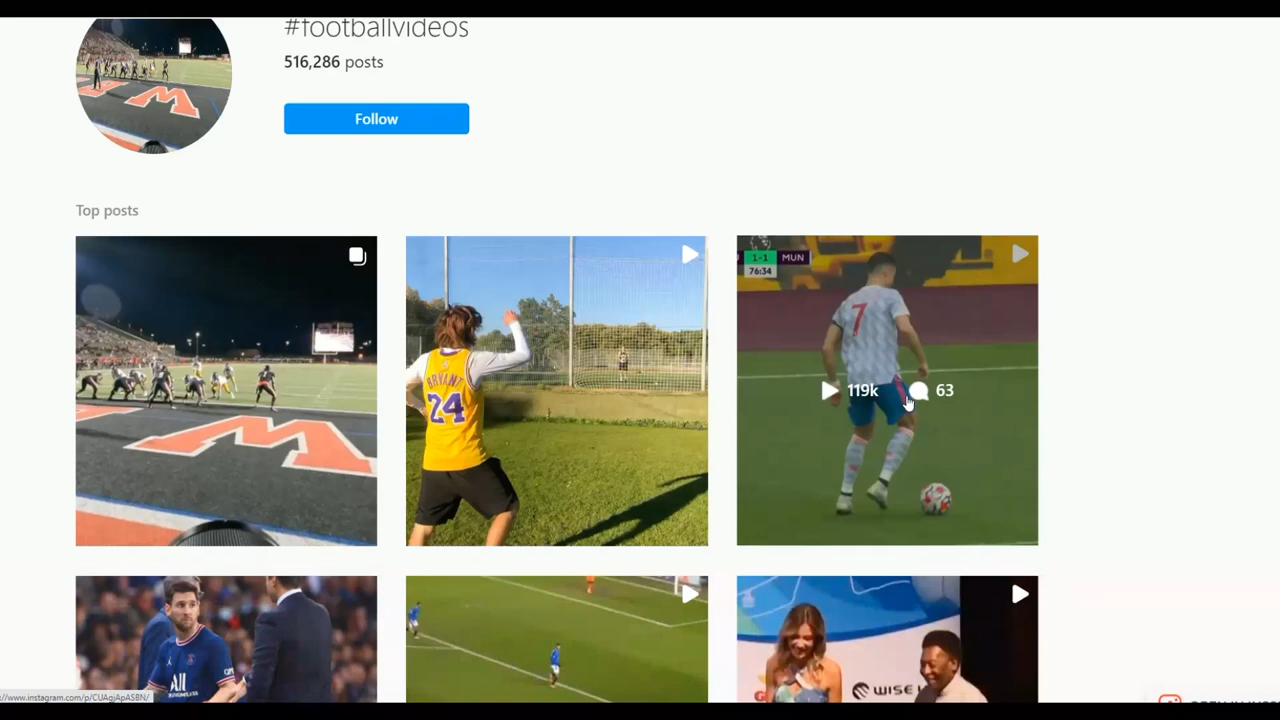 #footballvideos
516,286 posts
Follow
Top posts
1-1 MUN
76:34
7
119k 63
BRYANT
24
W
All
WISE
://www.instagram.com/p/CUAgjApASBN/